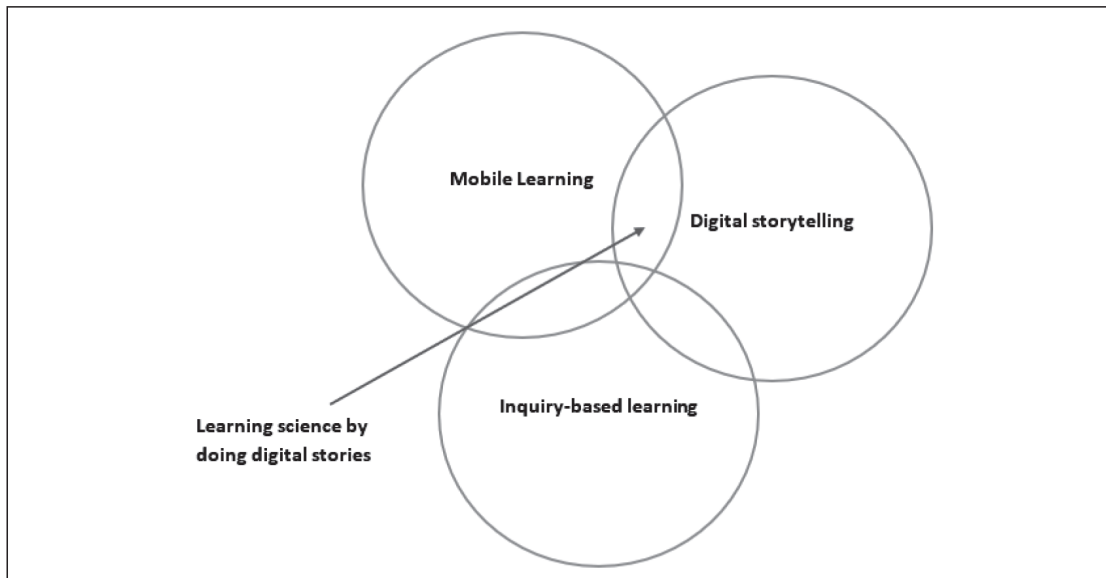 Mobile Learning
Digital storytelling
Inquiry-based learning
Learning science by
doing digital stories